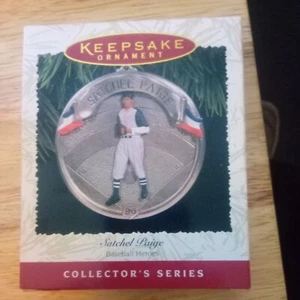 KEEPSAKE
ORNAMENT
SATCHEL PAIGE
Satchel Paige
Baseball Heroes
COLLECTOR'S SERIES